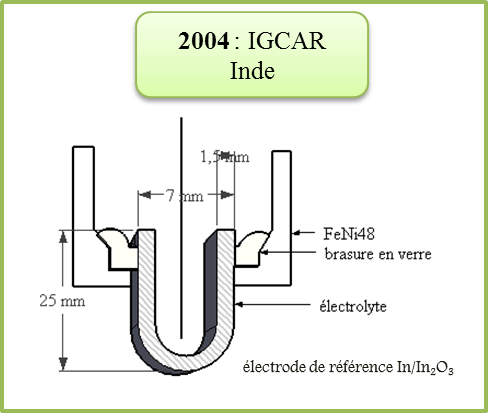 2004 : IGCAR
Inde
1,5 mm
7 mm
FeNi48
brasure en verre
25 mm
électrolyte
électrode de référence In/In₂O₃